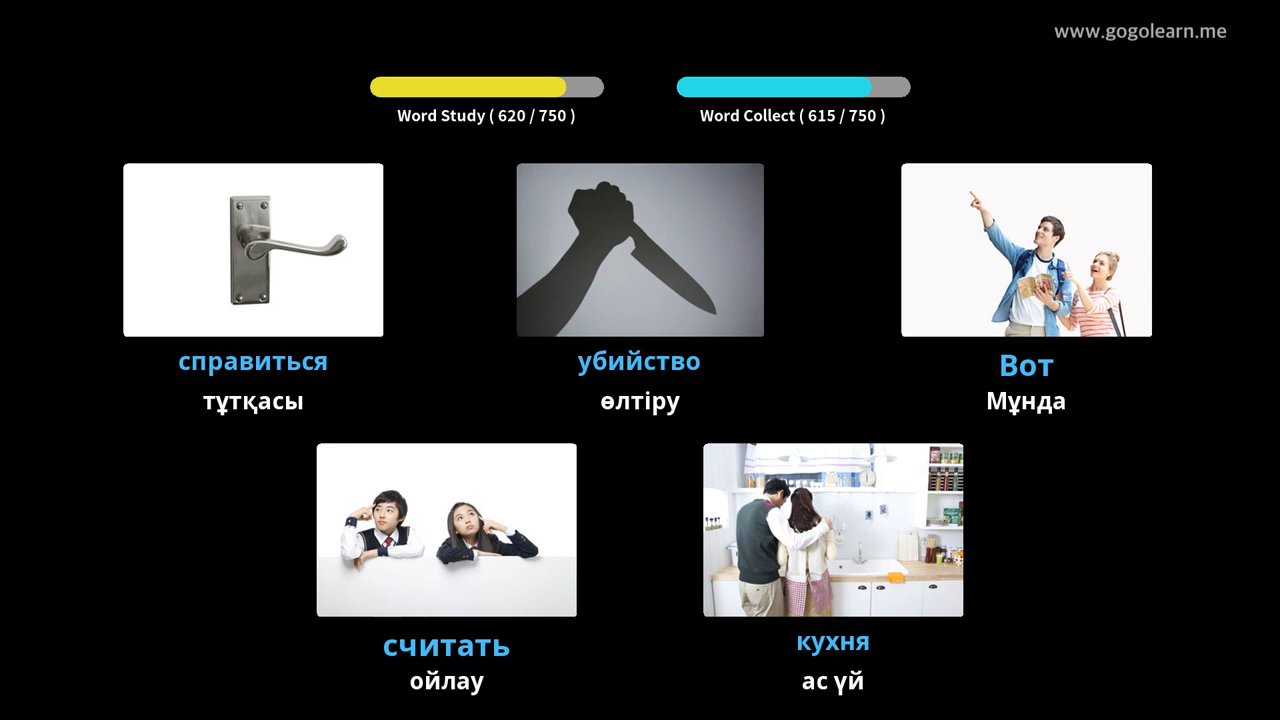 www.gogolearn.me
Word Study ( 620 / 750 )
Word Collect ( 615 / 750 )
справиться
тұтқасы
убийство
өлтіру
Вот
Мұнда
считать
ойлау
кухня
ас үй